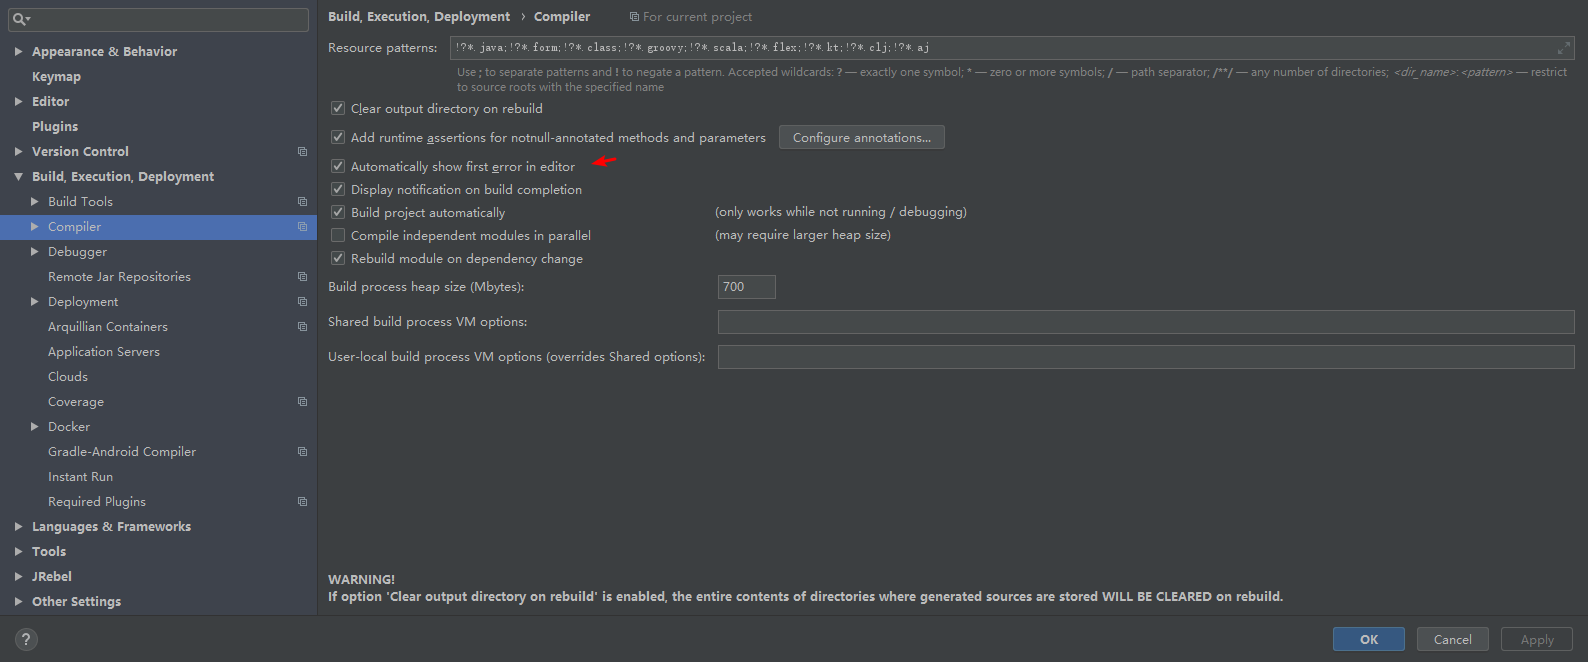 Appearance & Behavior
Keymap
Editor
Plugins
Version Control
Build, Execution, Deployment
Build Tools
Compiler
Debugger
Remote Jar Repositories
Deployment
Arquillian Containers
Application Servers
Clouds
Coverage
Docker
Gradle-Android Compiler
Instant Run
Required Plugins
Languages & Frameworks
Tools
JRebel
Other Settings
Build, Execution, Deployment › Compiler For current project
Resource patterns: !?*.java;!?*.form;!?*.class;!?*.groovy;!?*.scala;!?*.flex;!?*.kt;!?*.clj;!?*.aj
Use ; to separate patterns and ! to negate a pattern. Accepted wildcards: ? — exactly one symbol; * — zero or more symbols; / — path separator; /**/ — any number of directories; <dir_name>:<pattern> — restrict
to source roots with the specified name
Clear output directory on rebuild
Add runtime assertions for notnull-annotated methods and parameters Configure annotations...
Automatically show first error in editor
Display notification on build completion
Build project automatically (only works while not running / debugging)
Compile independent modules in parallel (may require larger heap size)
Rebuild module on dependency change
Build process heap size (Mbytes): 700
Shared build process VM options:
User-local build process VM options (overrides Shared options):
WARNING!
If option 'Clear output directory on rebuild' is enabled, the entire contents of directories where generated sources are stored WILL BE CLEARED on rebuild.
? OK Cancel Apply